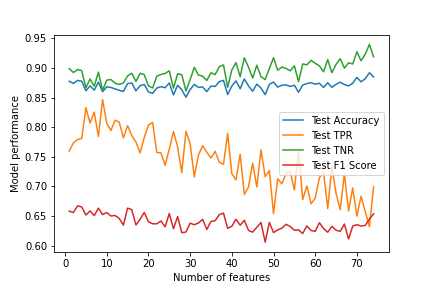 0.95
0.90
0.85
0.80
0.75
0.70
0.65
0.60
Model performance
Test Accuracy
Test TPR
Test TNR
Test F1 Score
0 10 20 30 40 50 60 70
Number of features